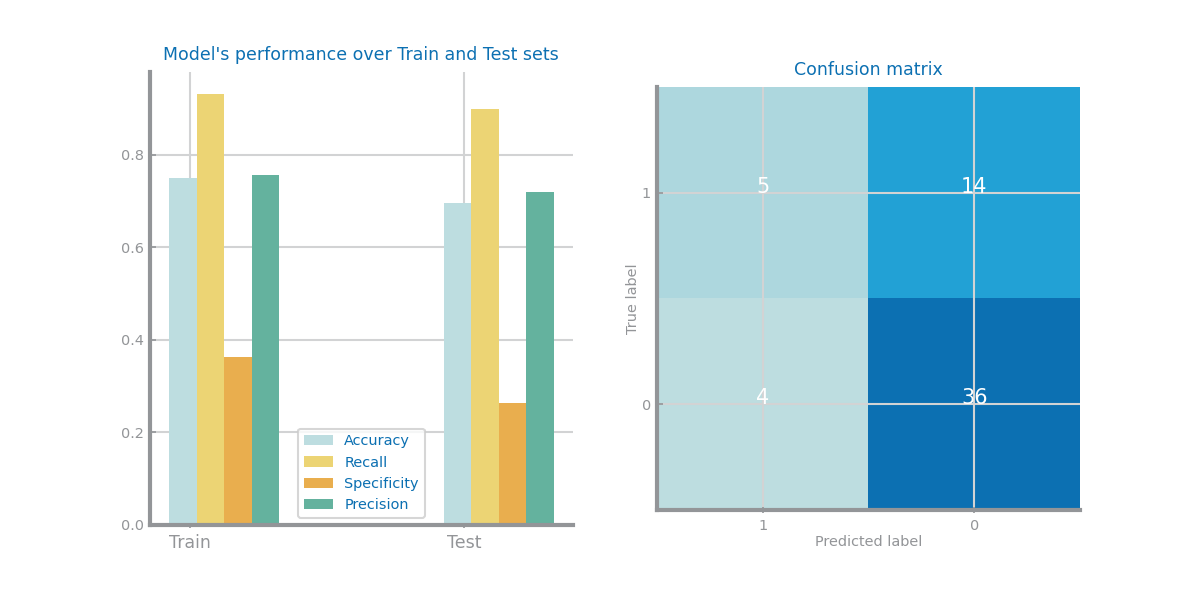 Model's performance over Train and Test sets
0.8
0.6
0.4
0.2
0.0
Accuracy
Recall
Specificity
Precision
Train
Test
Confusion matrix
True label
1
0
5
14
4
36
1
0
Predicted label